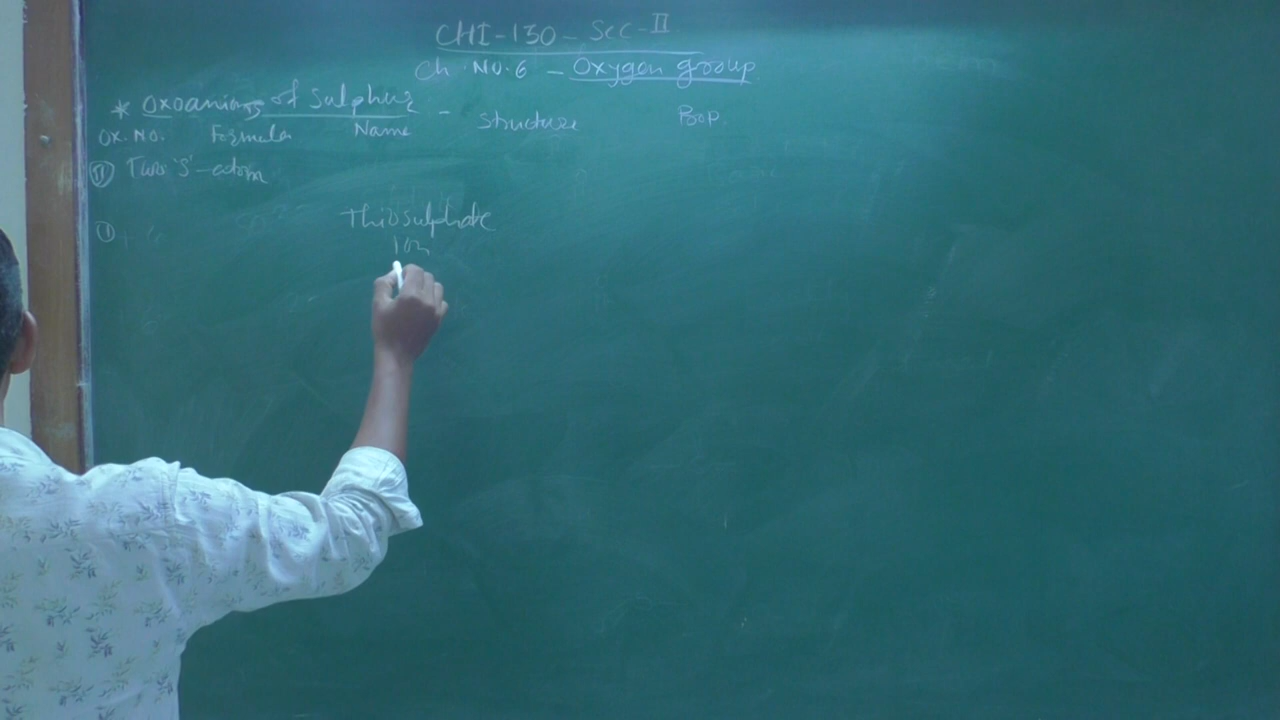 CHI-130 - Sec-II
Ch. No. 6 - Oxygen group
* Oxoanions of Sulphur -
Ox. No. Formula Name Structure Prop.
II Two 'S' - atom
① Thiosulphate
ion